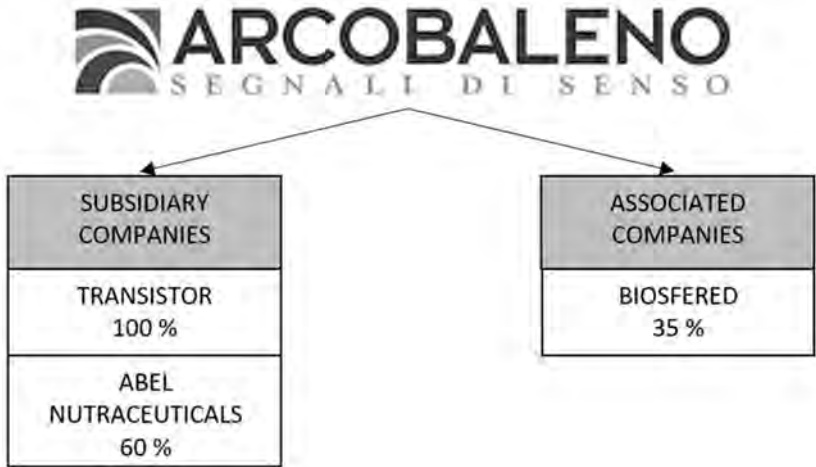 ARCOBALENO
SEGNALI DI SENSO
SUBSIDIARY
COMPANIES
TRANSISTOR
100 %
ABEL
NUTRACEUTICALS
60 %
ASSOCIATED
COMPANIES
BIOSFERED
35 %